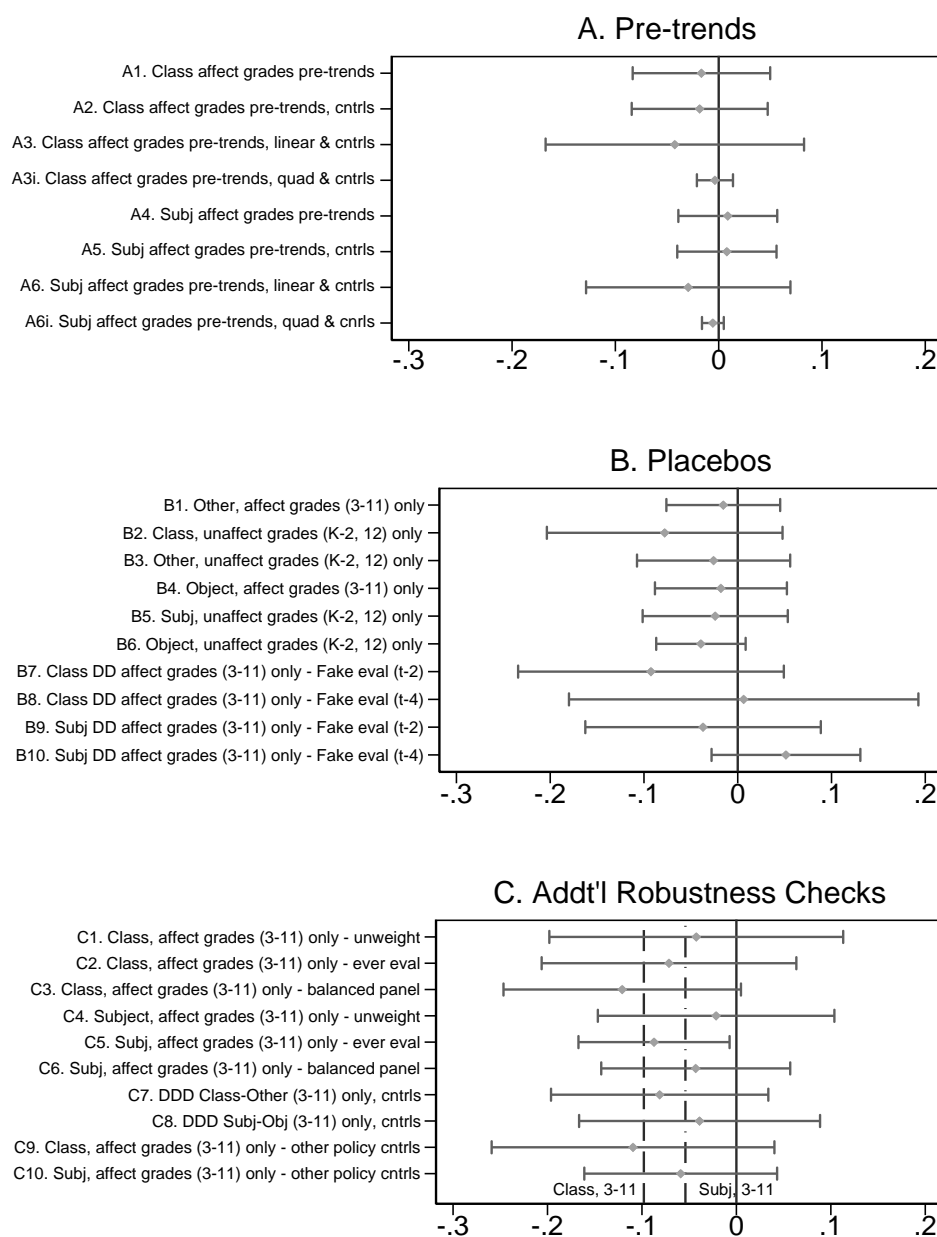 A. Pre-trends
A1. Class affect grades pre-trends
A2. Class affect grades pre-trends, cntrls
A3. Class affect grades pre-trends, linear & cntrls
A3i. Class affect grades pre-trends, quad & cntrls
A4. Subj affect grades pre-trends
A5. Subj affect grades pre-trends, cntrls
A6. Subj affect grades pre-trends, linear & cntrls
A6i. Subj affect grades pre-trends, quad & cnrls
-.3 -.2 -.1 0 .1 .2
B. Placebos
B1. Other, affect grades (3-11) only
B2. Class, unaffect grades (K-2, 12) only
B3. Other, unaffect grades (K-2, 12) only
B4. Object, affect grades (3-11) only
B5. Subj, unaffect grades (K-2, 12) only
B6. Object, unaffect grades (K-2, 12) only
B7. Class DD affect grades (3-11) only - Fake eval (t-2)
B8. Class DD affect grades (3-11) only - Fake eval (t-4)
B9. Subj DD affect grades (3-11) only - Fake eval (t-2)
B10. Subj DD affect grades (3-11) only - Fake eval (t-4)
-.3 -.2 -.1 0 .1 .2
C. Addt'l Robustness Checks
C1. Class, affect grades (3-11) only - unweight
C2. Class, affect grades (3-11) only - ever eval
C3. Class, affect grades (3-11) only - balanced panel
C4. Subject, affect grades (3-11) only - unweight
C5. Subj, affect grades (3-11) only - ever eval
C6. Subj, affect grades (3-11) only - balanced panel
C7. DDD Class-Other (3-11) only, cntrls
C8. DDD Subj-Obj (3-11) only, cntrls
C9. Class, affect grades (3-11) only - other policy cntrls
C10. Subj, affect grades (3-11) only - other policy cntrls
Class, 3-11 Subj, 3-11
-.3 -.2 -.1 0 .1 .2